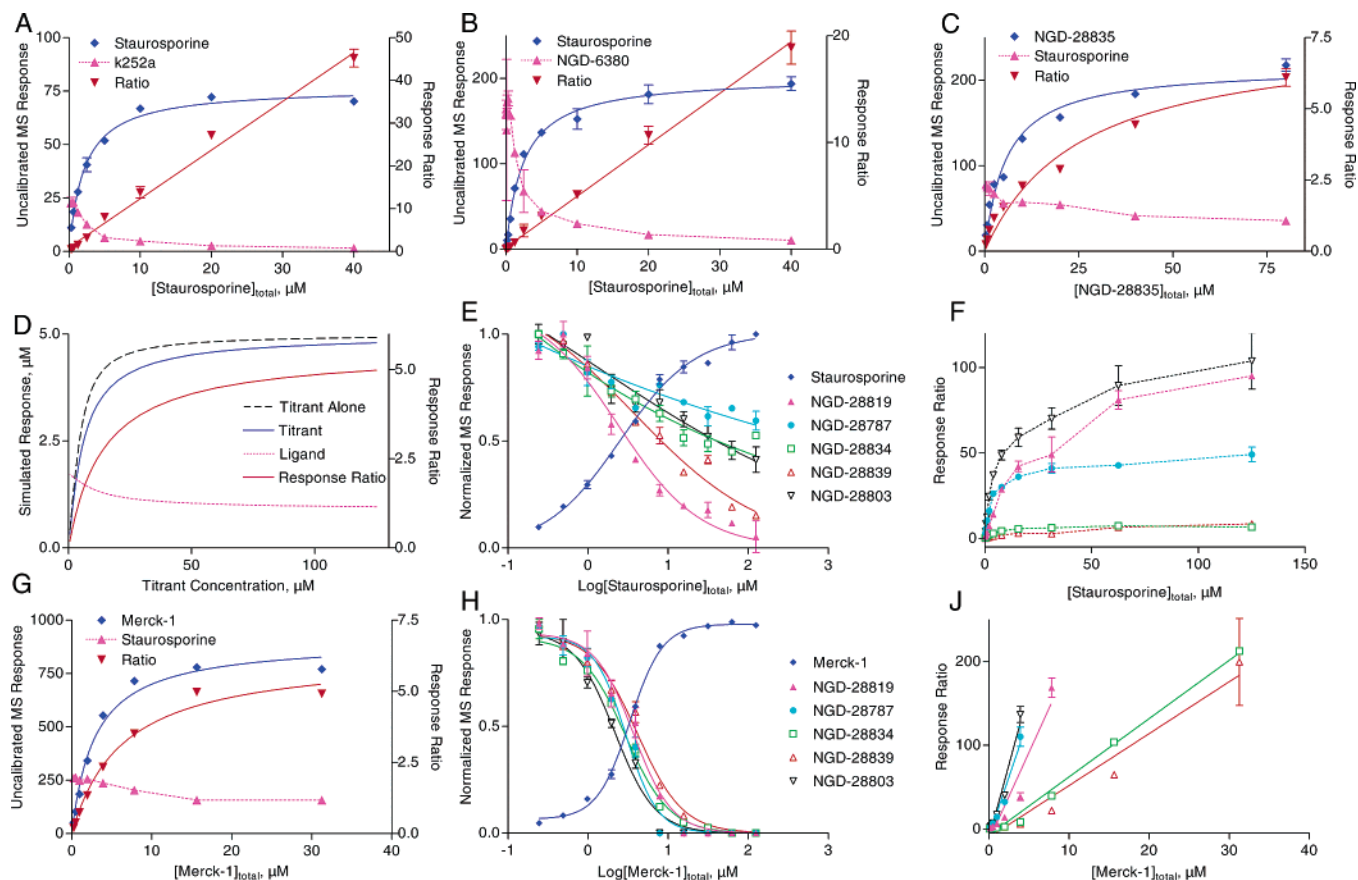 A
Uncalibrated MS Response
100
75
50
25
0
Staurosporine
k252a
Ratio
50
40
30
20
10
0
Response Ratio
0 10 20 30 40
[Staurosporine]total, µM
B
Uncalibrated MS Response
200
100
0
Staurosporine
NGD-6380
Ratio
20
10
0
Response Ratio
0 10 20 30 40
[Staurosporine]total, µM
C
Uncalibrated MS Response
200
100
0
NGD-28835
Staurosporine
Ratio
7.5
5.0
2.5
0.0
Response Ratio
0 25 50 75
[NGD-28835]total, µM
D
Simulated Response, µM
5.0
2.5
0.0
Titrant Alone
Titrant
Ligand
Response Ratio
5.0
2.5
0.0
Response Ratio
0 50 100
Titrant Concentration, µM
E
Normalized MS Response
1.0
0.5
0.0
Staurosporine
NGD-28819
NGD-28787
NGD-28834
NGD-28839
NGD-28803
-1 0 1 2 3
Log[Staurosporine]total, µM
F
Response Ratio
100
50
0
0 50 100 150
[Staurosporine]total, µM
G
Uncalibrated MS Response
1000
750
500
250
0
Merck-1
Staurosporine
Ratio
7.5
5.0
2.5
0.0
Response Ratio
0 10 20 30 40
[Merck-1]total, µM
H
Normalized MS Response
1.0
0.5
0.0
Merck-1
NGD-28819
NGD-28787
NGD-28834
NGD-28839
NGD-28803
-1 0 1 2 3
Log[Merck-1]total, µM
J
Response Ratio
200
100
0
0 10 20 30 40
[Merck-1]total, µM